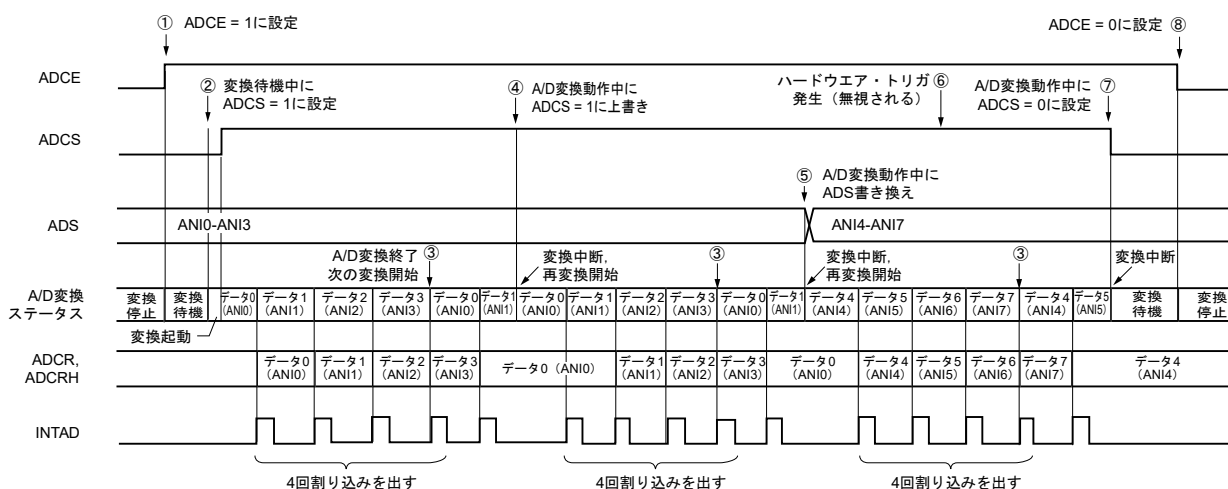 ① ADCE = 1に設定
ADCE = 0に設定 ⑧
ADCE
② 変換待機中に
ADCS = 1に設定
④ A/D変換動作中に
ADCS = 1に上書き
ハードウエア・トリガ ⑥
発生（無視される）
A/D変換動作中に ⑦
ADCS = 0に設定
ADCS
⑤ A/D変換動作中に
ADS書き換え
ADS
ANI0-ANI3
ANI4-ANI7
A/D変換終了 ③
次の変換開始
変換中断,
再変換開始
③
変換中断,
再変換開始
③
変換中断
A/D変換
ステータス
変換
停止
変換
待機
データ0
(ANI0)
データ1
(ANI1)
データ2
(ANI2)
データ3
(ANI3)
データ0
(ANI0)
データ1
(ANI1)
データ0
(ANI0)
データ1
(ANI1)
データ2
(ANI2)
データ3
(ANI3)
データ0
(ANI0)
データ1
(ANI1)
データ4
(ANI4)
データ5
(ANI5)
データ6
(ANI6)
データ7
(ANI7)
データ4
(ANI4)
データ5
(ANI5)
変換
待機
変換
停止
変換起動
ADCR,
ADCRH
データ0
(ANI0)
データ1
(ANI1)
データ2
(ANI2)
データ3
(ANI3)
データ0（ANI0）
データ1
(ANI1)
データ2
(ANI2)
データ3
(ANI3)
データ0
(ANI0)
データ4
(ANI4)
データ5
(ANI5)
データ6
(ANI6)
データ7
(ANI7)
データ4
(ANI4)
INTAD
4回割り込みを出す
4回割り込みを出す
4回割り込みを出す